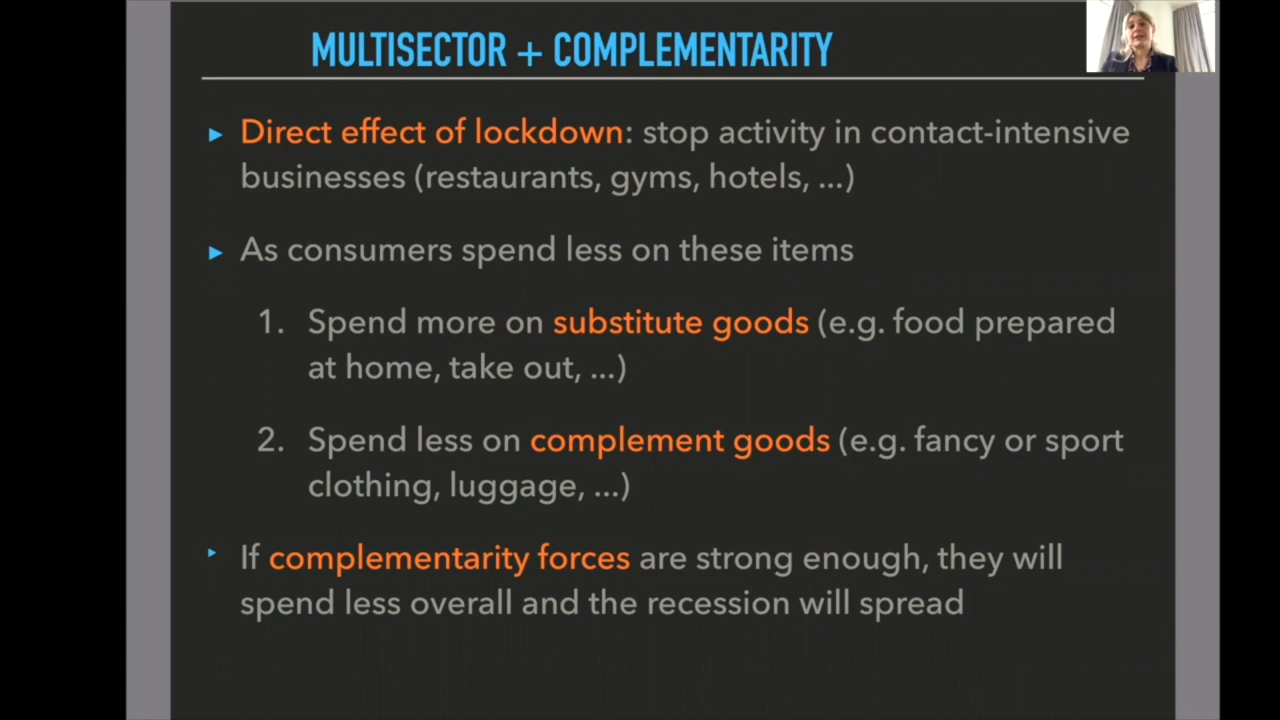 MULTISECTOR + COMPLEMENTARITY
▸ Direct effect of lockdown: stop activity in contact-intensive
businesses (restaurants, gyms, hotels, ...)
▸ As consumers spend less on these items
1. Spend more on substitute goods (e.g. food prepared
at home, take out, ...)
2. Spend less on complement goods (e.g. fancy or sport
clothing, luggage, ...)
▸ If complementarity forces are strong enough, they will
spend less overall and the recession will spread